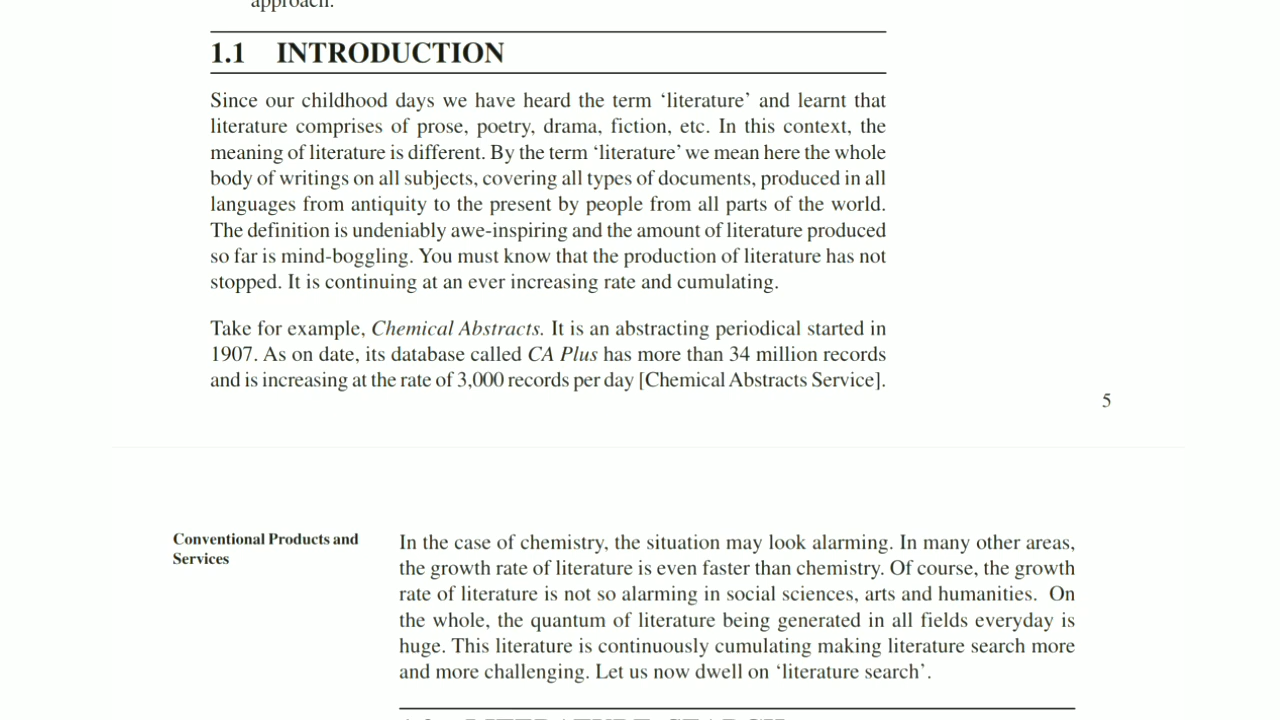 approach.
1.1 INTRODUCTION
Since our childhood days we have heard the term ‘literature’ and learnt that
literature comprises of prose, poetry, drama, fiction, etc. In this context, the
meaning of literature is different. By the term ‘literature’ we mean here the whole
body of writings on all subjects, covering all types of documents, produced in all
languages from antiquity to the present by people from all parts of the world.
The definition is undeniably awe-inspiring and the amount of literature produced
so far is mind-boggling. You must know that the production of literature has not
stopped. It is continuing at an ever increasing rate and cumulating.
Take for example, Chemical Abstracts. It is an abstracting periodical started in
1907. As on date, its database called CA Plus has more than 34 million records
and is increasing at the rate of 3,000 records per day [Chemical Abstracts Service].
5
Conventional Products and
Services
In the case of chemistry, the situation may look alarming. In many other areas,
the growth rate of literature is even faster than chemistry. Of course, the growth
rate of literature is not so alarming in social sciences, arts and humanities. On
the whole, the quantum of literature being generated in all fields everyday is
huge. This literature is continuously cumulating making literature search more
and more challenging. Let us now dwell on ‘literature search’.
LITERATURE SEARCH